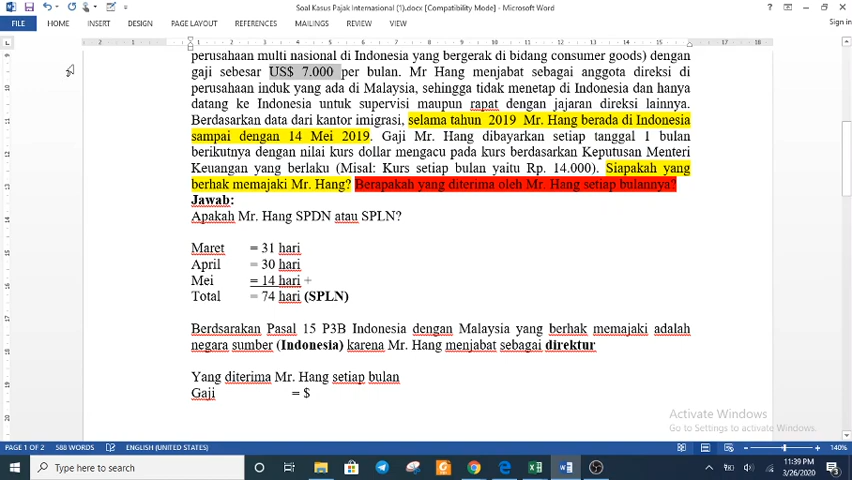 Soal Kasus Pajak Internasional (1).docx [Compatibility Mode] - Microsoft Word
Sign in
FILE HOME INSERT DESIGN PAGE LAYOUT REFERENCES MAILINGS REVIEW VIEW
perusahaan multi nasional di Indonesia yang bergerak di bidang consumer goods) dengan
gaji sebesar US$ 7.000 per bulan. Mr Hang menjabat sebagai anggota direksi di
perusahaan induk yang ada di Malaysia, sehingga tidak menetap di Indonesia dan hanya
datang ke Indonesia untuk supervisi maupun rapat dengan jajaran direksi lainnya.
Berdasarkan data dari kantor imigrasi, selama tahun 2019 Mr. Hang berada di Indonesia
sampai dengan 14 Mei 2019. Gaji Mr. Hang dibayarkan setiap tanggal 1 bulan
berikutnya dengan nilai kurs dollar mengacu pada kurs berdasarkan Keputusan Menteri
Keuangan yang berlaku (Misal: Kurs setiap bulan yaitu Rp. 14.000). Siapakah yang
berhak memajaki Mr. Hang? Berapakah yang diterima oleh Mr. Hang setiap bulannya?
Jawab:
Apakah Mr. Hang SPDN atau SPLN?
Maret = 31 hari
April = 30 hari
Mei = 14 hari +
Total = 74 hari (SPLN)
Berdsarakan Pasal 15 P3B Indonesia dengan Malaysia yang berhak memajaki adalah
negara sumber (Indonesia) karena Mr. Hang menjabat sebagai direktur
Yang diterima Mr. Hang setiap bulan
Gaji = $
Activate Windows
Go to Settings to activate Windows.
PAGE 1 OF 2 588 WORDS ENGLISH (UNITED STATES) 140%
Type here to search
11:39 PM
3/26/2020